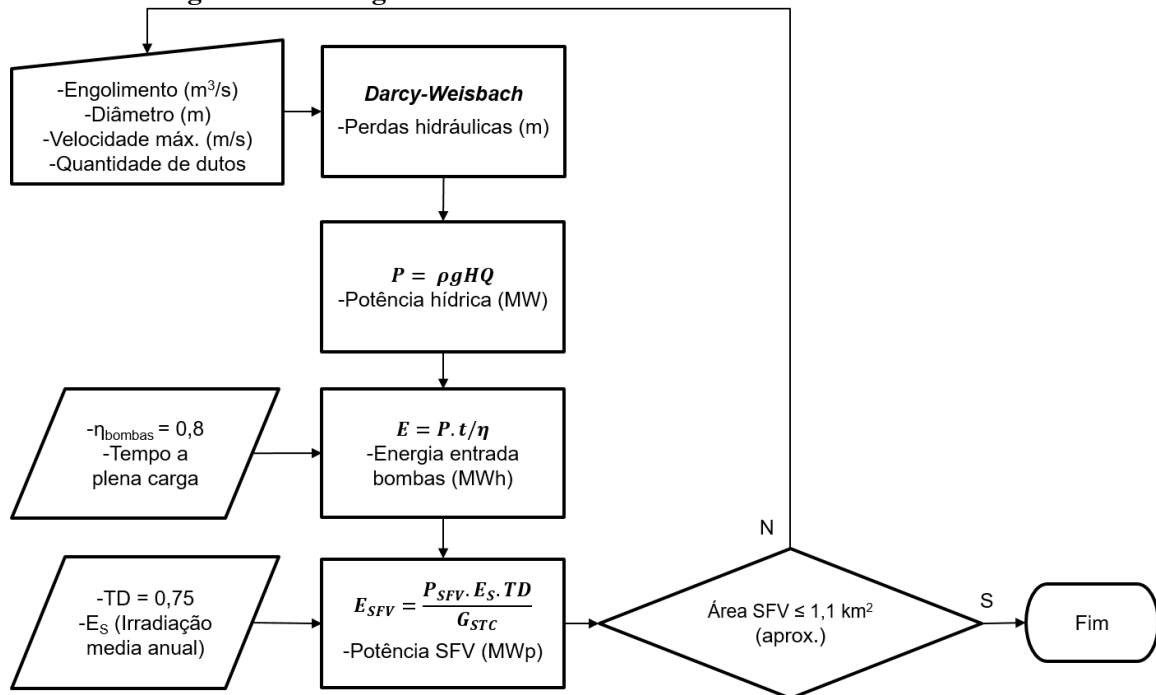 -Engolimento (m³/s)
-Diâmetro (m)
-Velocidade máx. (m/s)
-Quantidade de dutos
Darcy-Weisbach
-Perdas hidráulicas (m)
P = ρgHQ
-Potência hídrica (MW)
-η_bombas = 0,8
-Tempo a
plena carga
E = P.t/η
-Energia entrada
bombas (MWh)
-TD = 0,75
-E_S (Irradiação
media anual)
E_SFV = P_SFV.E_S.TD / G_STC
-Potência SFV (MWp)
N
Área SFV ≤ 1,1 km²
(aprox.)
S
Fim